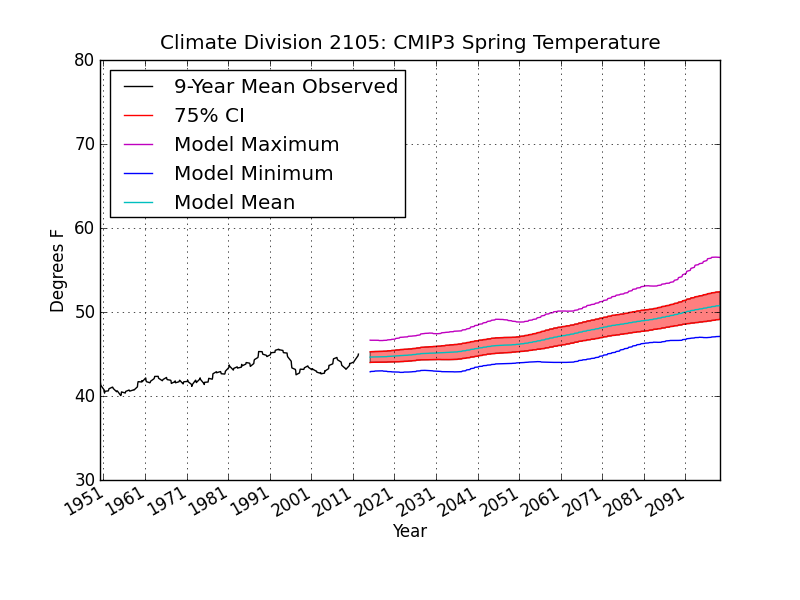 Climate Division 2105: CMIP3 Spring Temperature
9-Year Mean Observed
75% CI
Model Maximum
Model Minimum
Model Mean
80
70
60
50
40
30
Degrees F
1951 1961 1971 1981 1991 2001 2011 2021 2031 2041 2051 2061 2071 2081 2091
Year